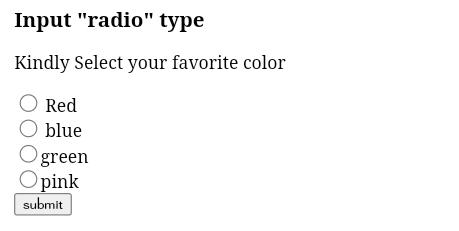 Input "radio" type
Kindly Select your favorite color
Red
blue
green
pink
submit